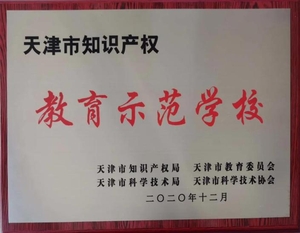 天津市知识产权
教育示范学校
天津市知识产权局 天津市教育委员会
天津市科学技术局 天津市科学技术协会
二〇二〇年十二月